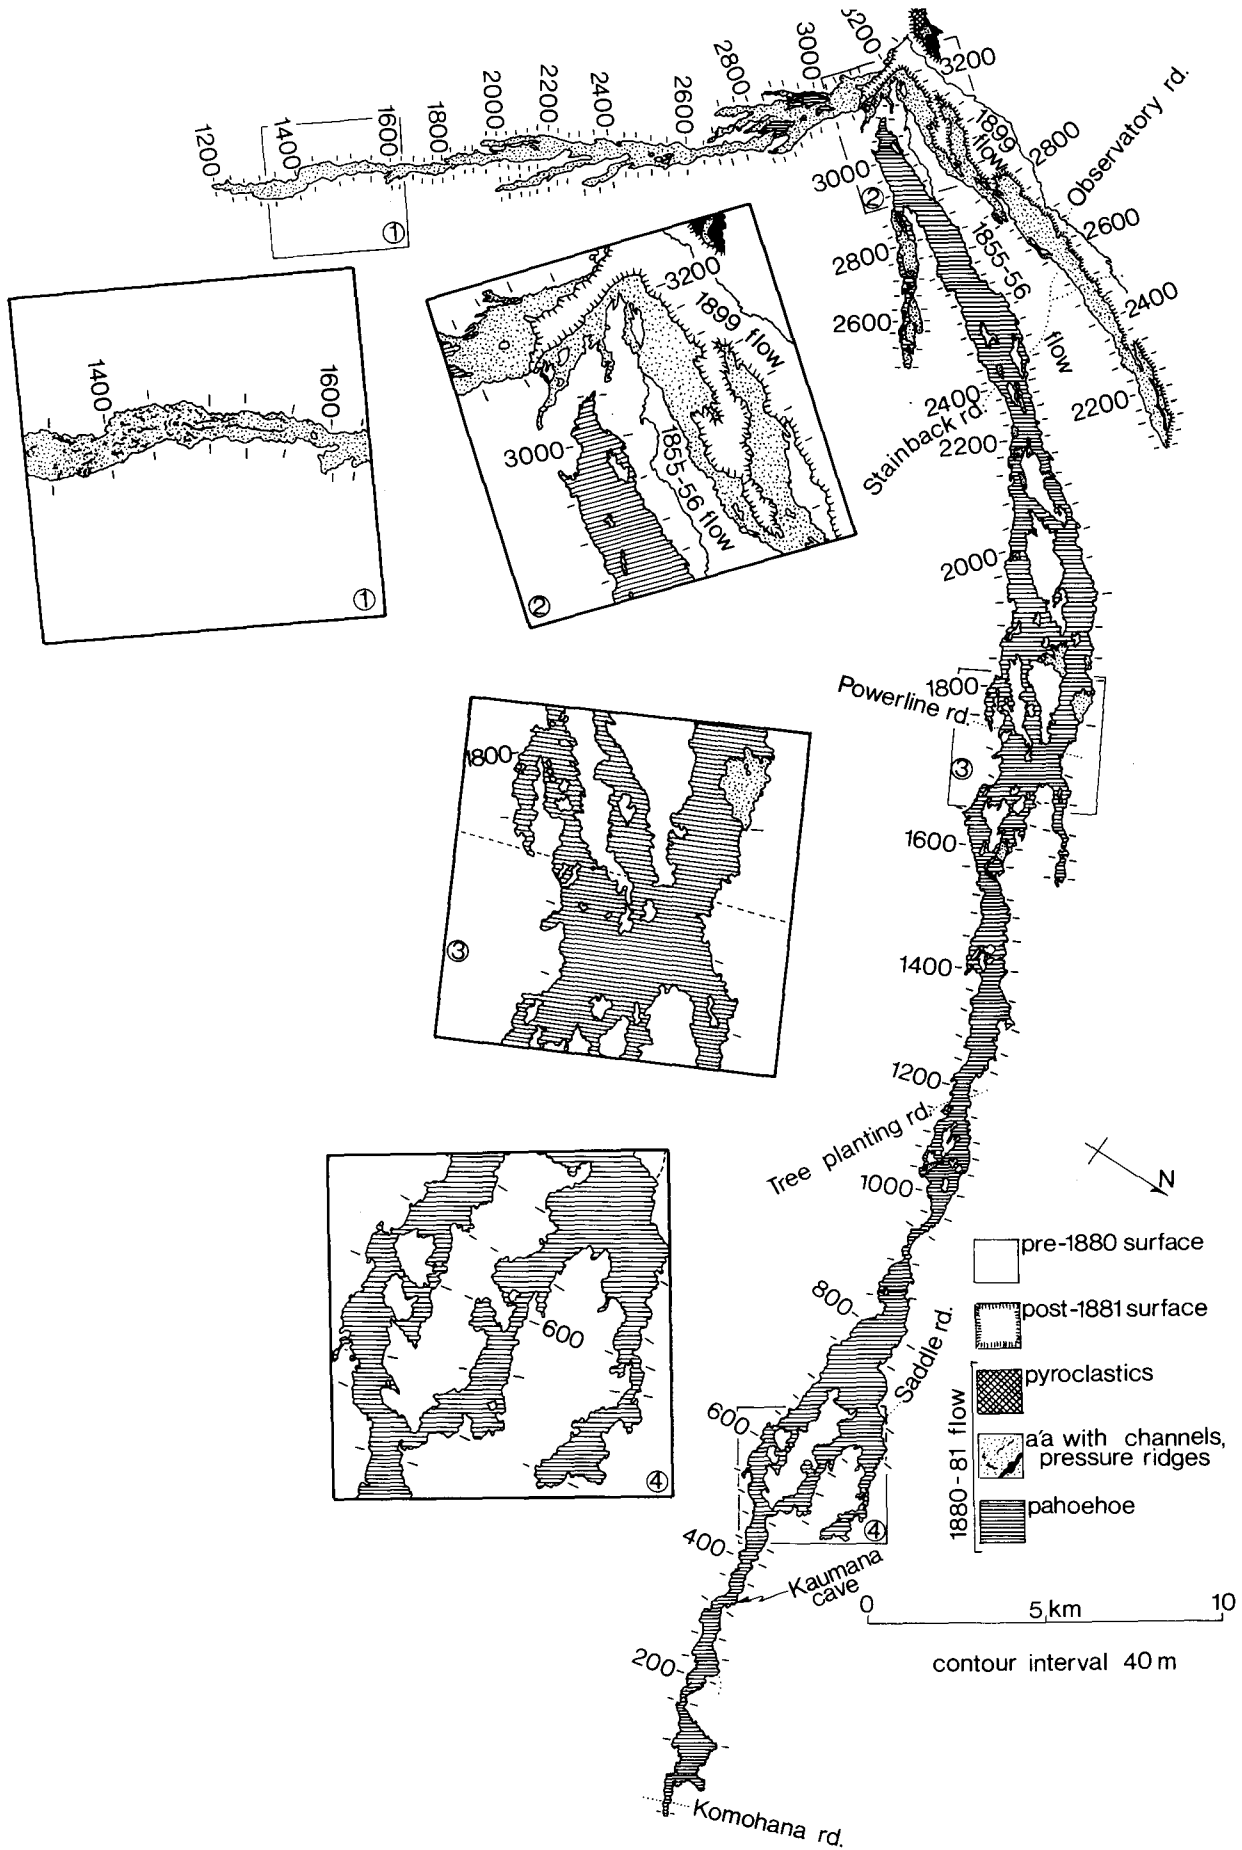 1200
1400
1600
1800
2000
2200
2400
2600
2800
3000
3200
3200
1899
flow
2800
Observatory rd.
2600
2400
2200
3000
②
1855-56
flow
2800
2600
①
1400
1600
①
3200
1899 flow
3000
1855-56 flow
②
2400
Stainback rd.
2200
2000
1800
Powerline rd.
③
1600
1400
1200
Tree planting rd.
1000
800
Saddle rd.
600
④
400
Kaumana
cave
200
Komohana rd.
1800
③
600
④
N
pre-1880 surface
post-1881 surface
pyroclastics
a'a with channels,
pressure ridges
pahoehoe
1880-81 flow
0 5 km 10
contour interval 40 m